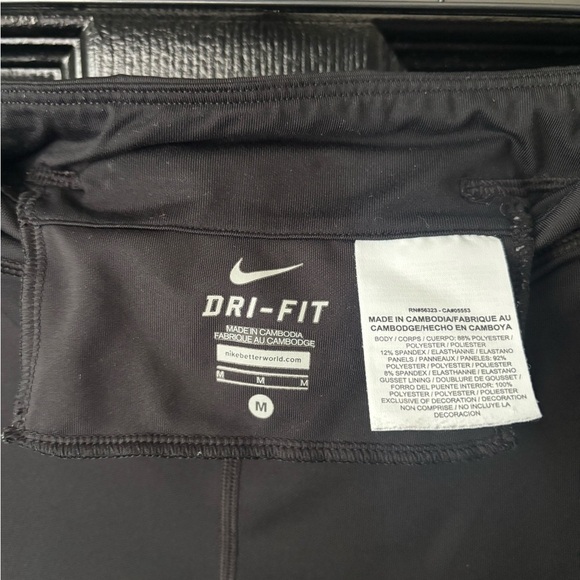 DRI-FIT
MADE IN CAMBODIA
FABRIQUE AU CAMBODGE
nikebetterworld.com
M M M
M
RN#56323 - CA#05553
MADE IN CAMBODIA/FABRIQUE AU
CAMBODGE/HECHO EN CAMBOYA
BODY / CORPS / CUERPO: 88% POLYESTER /
POLYESTER / POLIESTER
12% SPANDEX / ELASTHANNE / ELASTANO
PANELS / PANNEAUX / PANELES: 92%
POLYESTER / POLYESTER / POLIESTER
8% SPANDEX / ELASTHANNE / ELASTANO
GUSSET LINING / DOUBLURE DE GOUSSET /
FORRO DEL PUENTE INTERIOR: 100%
POLYESTER / POLYESTER / POLIESTER
EXCLUSIVE OF DECORATION / DECORATION
NON COMPRISE / NO INCLUYE LA
DECORACION